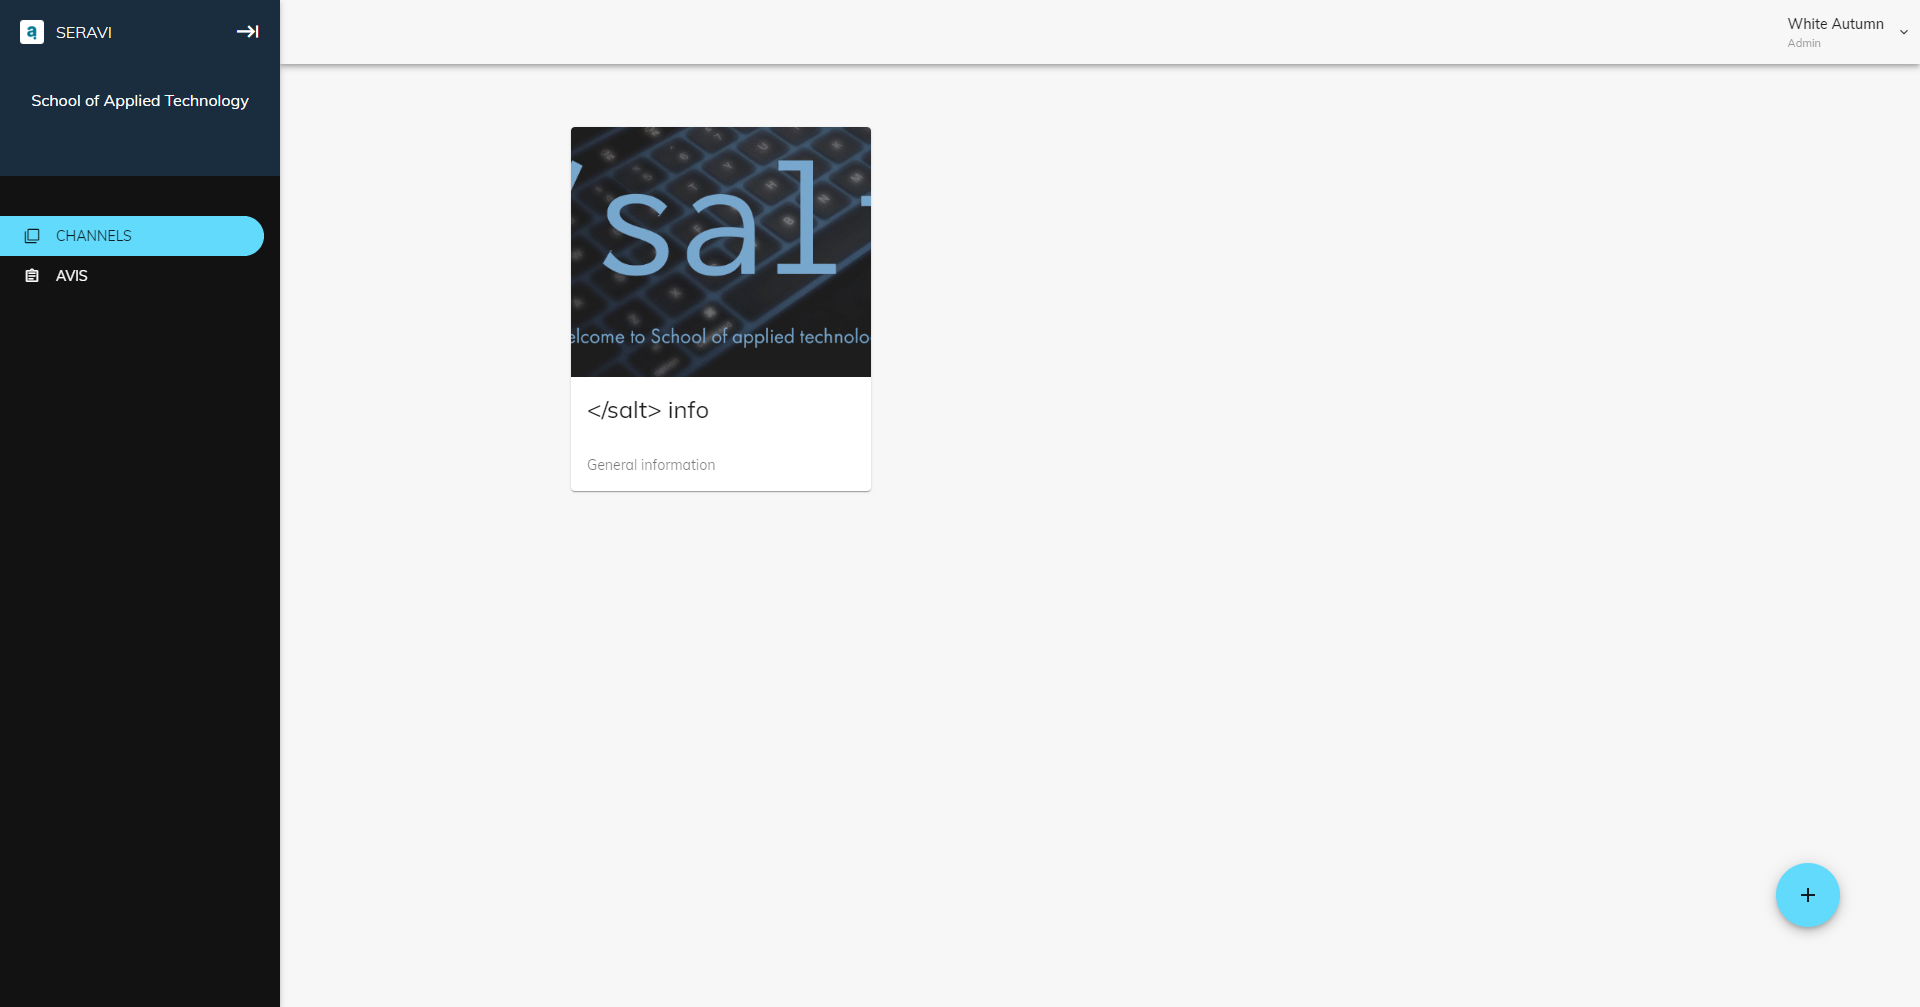 SERAVI
School of Applied Technology
CHANNELS
AVIS
White Autumn
Admin
/salt
elcome to School of applied technolo
</salt> info
General information